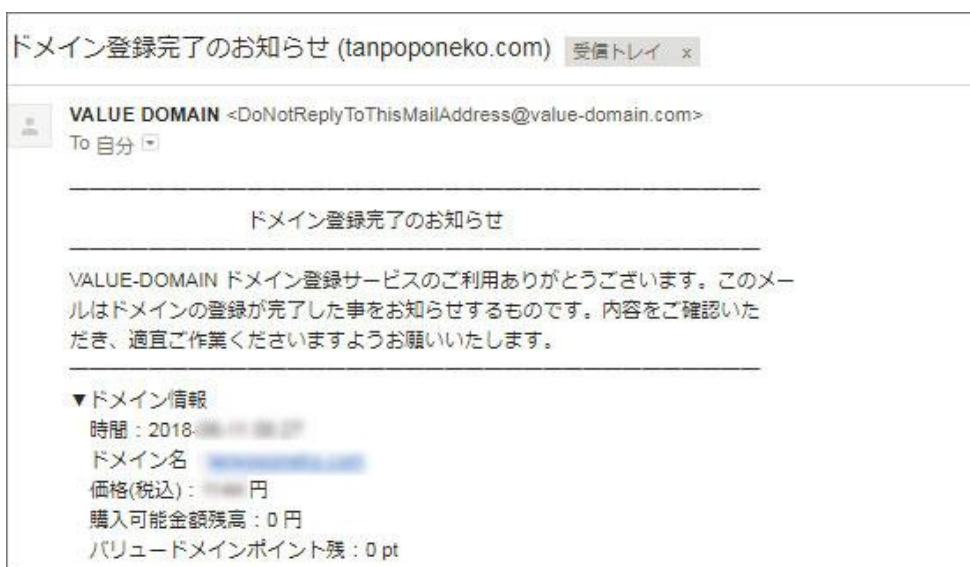 ドメイン登録完了のお知らせ (tanpoponeko.com) 受信トレイ x
VALUE DOMAIN <DoNotReplyToThisMailAddress@value-domain.com>
To 自分
ドメイン登録完了のお知らせ
VALUE-DOMAIN ドメイン登録サービスのご利用ありがとうございます。このメー
ルはドメインの登録が完了した事をお知らせするものです。内容をご確認いた
だき、適宜ご作業くださいますようお願いいたします。
▼ドメイン情報
時間：2018-
ドメイン名
価格(税込)： 円
購入可能金額残高：0 円
バリュードメインポイント残：0 pt